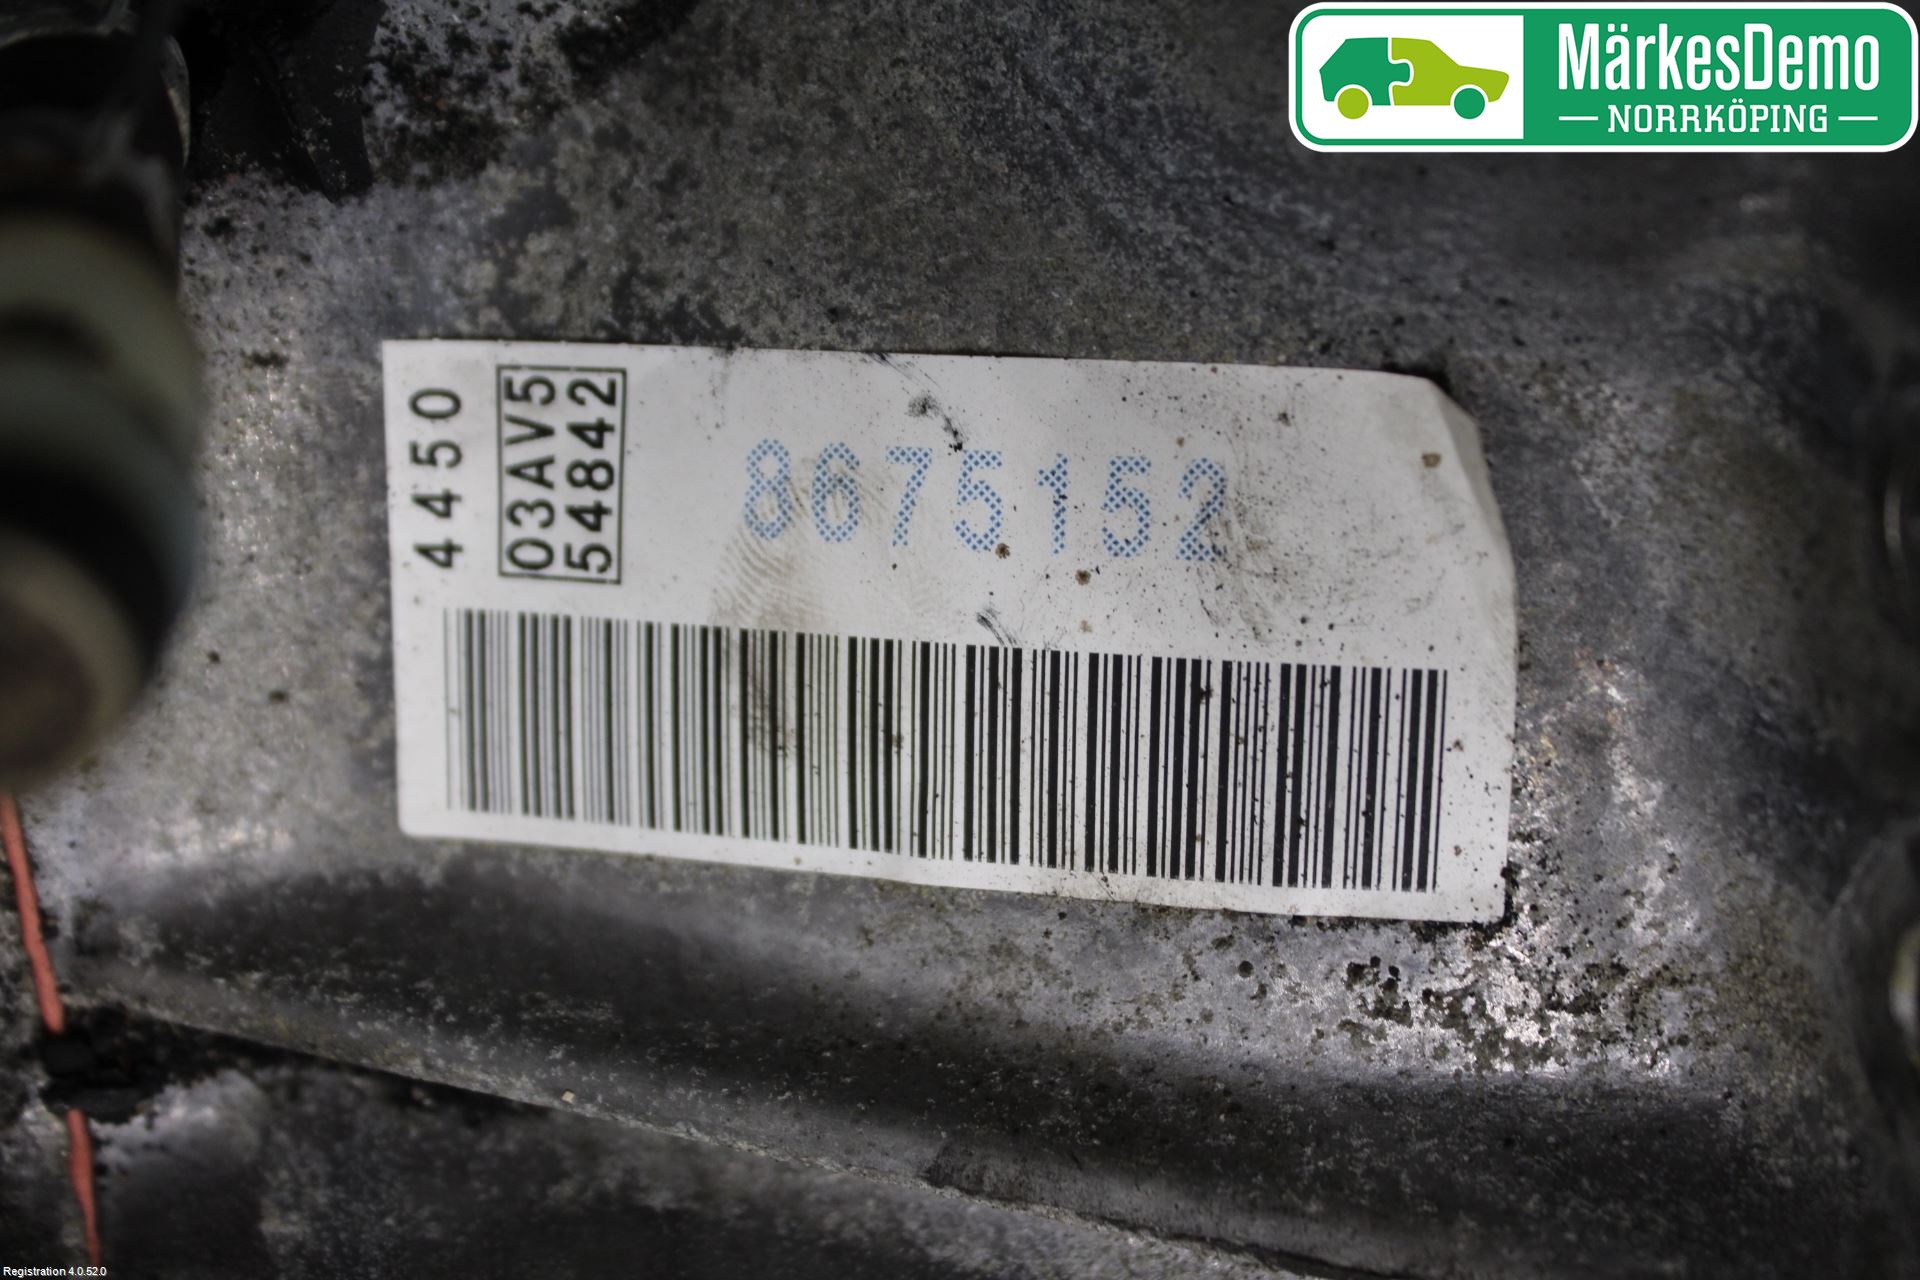 MärkesDemo
NORRKÖPING
4450
03AV5
54842
8675152
Registration 4.0.52.0